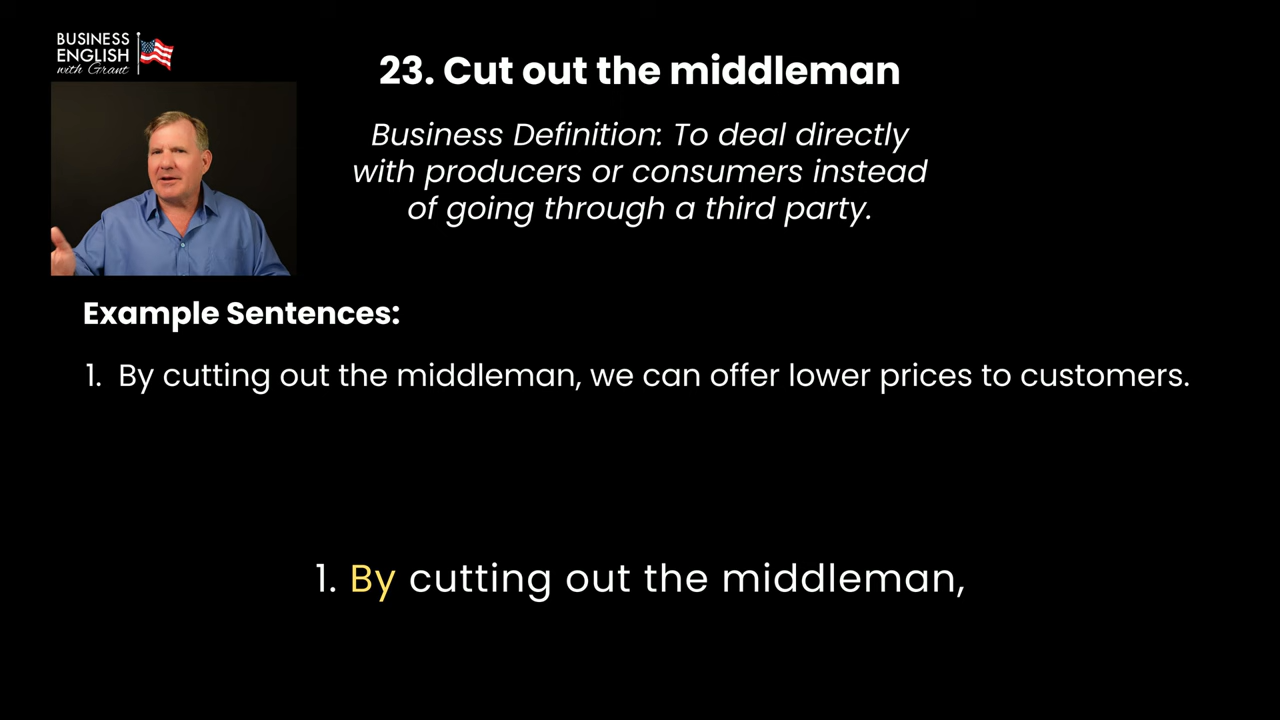 BUSINESS
ENGLISH
with Grant
23. Cut out the middleman
Business Definition: To deal directly
with producers or consumers instead
of going through a third party.
Example Sentences:
1. By cutting out the middleman, we can offer lower prices to customers.
1. By cutting out the middleman,